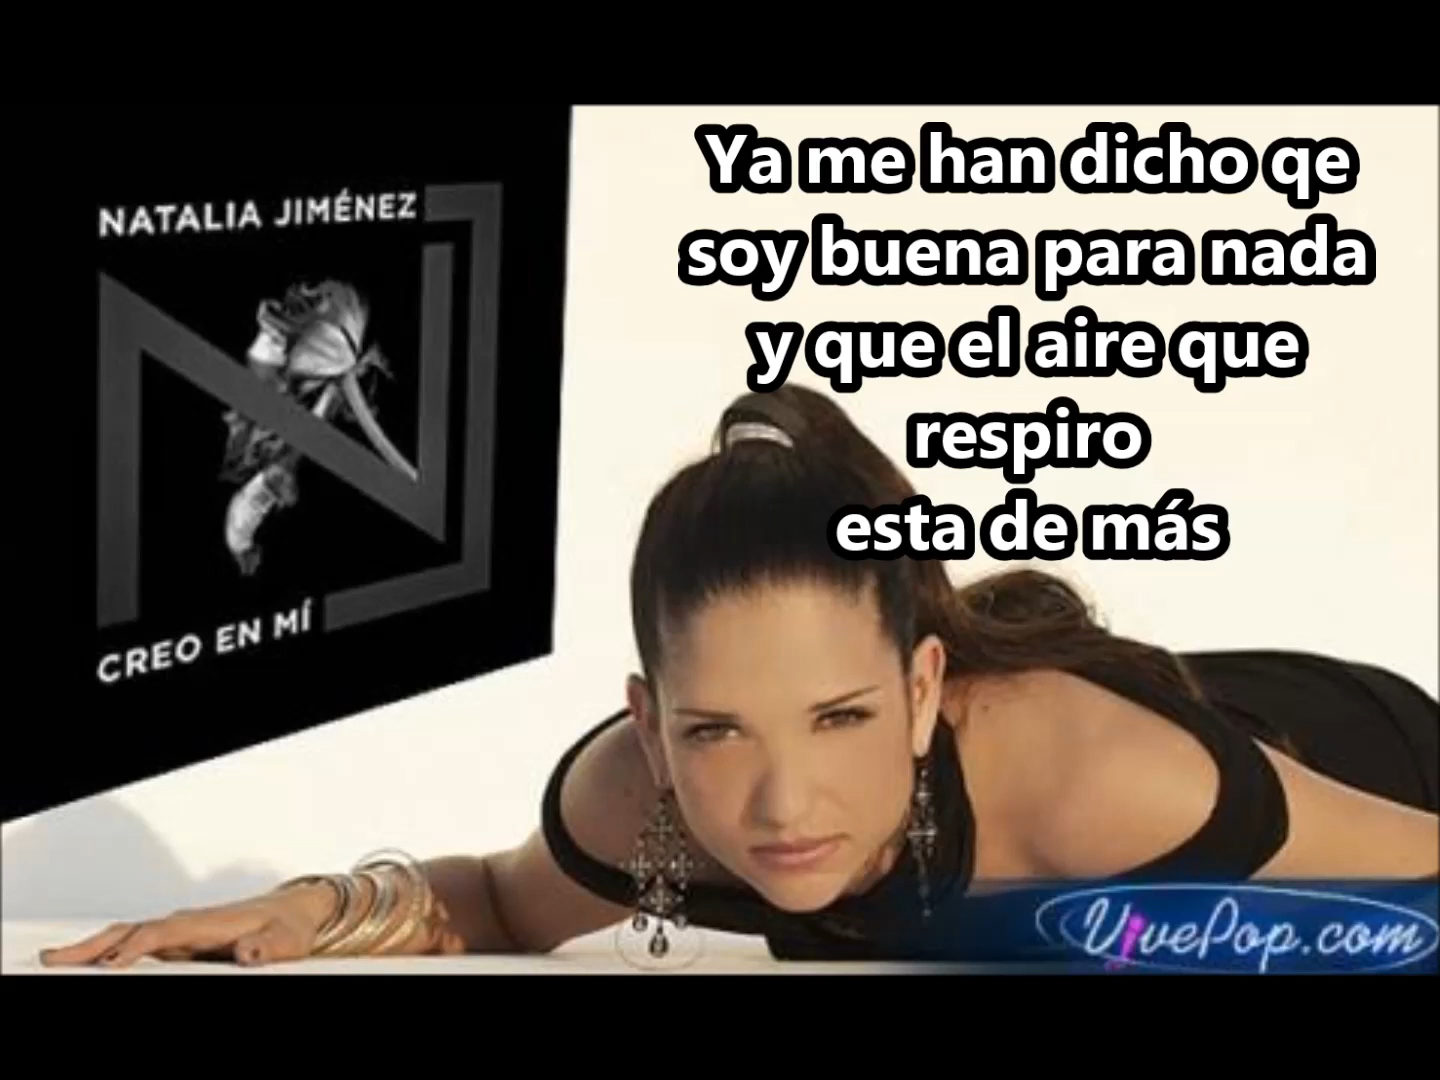 NATALIA JIMÉNEZ
CREO EN MÍ
Ya me han dicho qe
soy buena para nada
y que el aire que
respiro
esta de más
VivePop.com